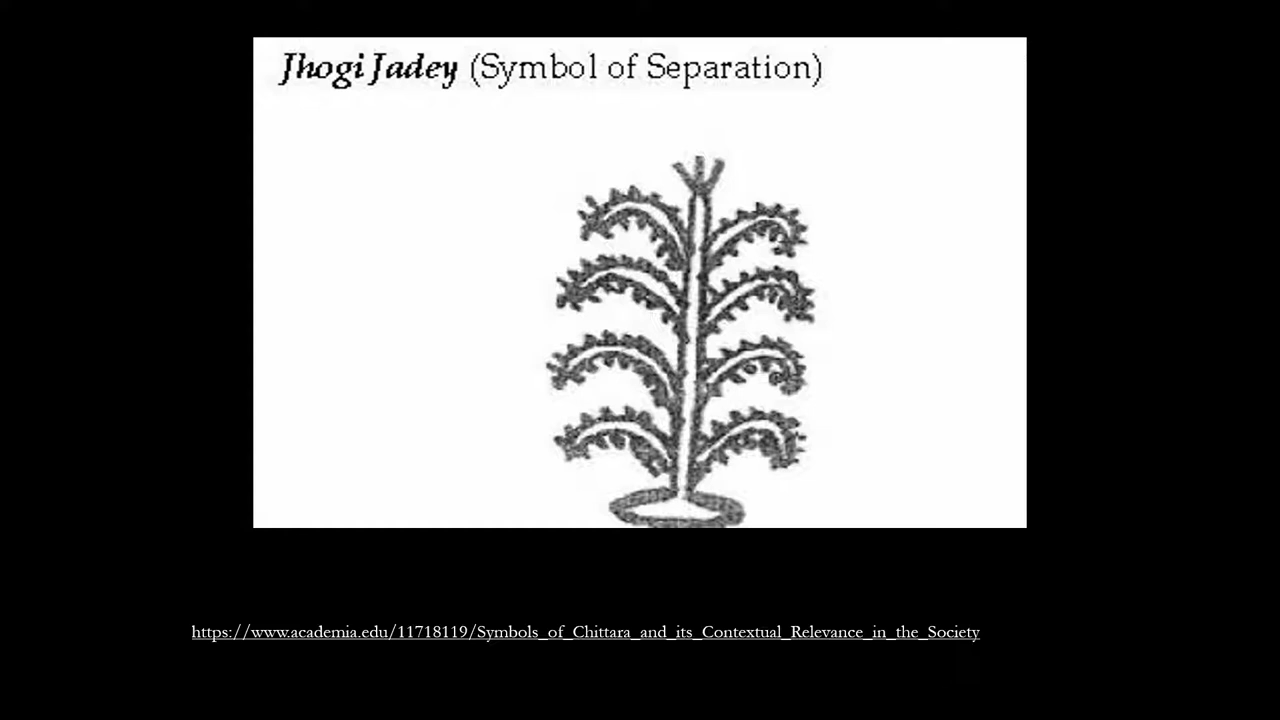 Jhogi Jadey (Symbol of Separation)
https://www.academia.edu/11718119/Symbols_of_Chittara_and_its_Contextual_Relevance_in_the_Society